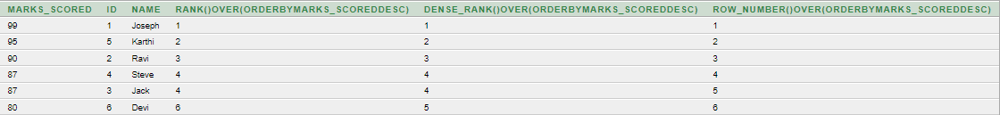 MARKS_SCORED ID NAME RANK()OVER(ORDERBYMARKS_SCOREDDESC) DENSE_RANK()OVER(ORDERBYMARKS_SCOREDDESC) ROW_NUMBER()OVER(ORDERBYMARKS_SCOREDDESC)
99 1 Joseph 1 1 1
95 5 Karthi 2 2 2
90 2 Ravi 3 3 3
87 4 Steve 4 4 4
87 3 Jack 4 4 5
80 6 Devi 6 5 6